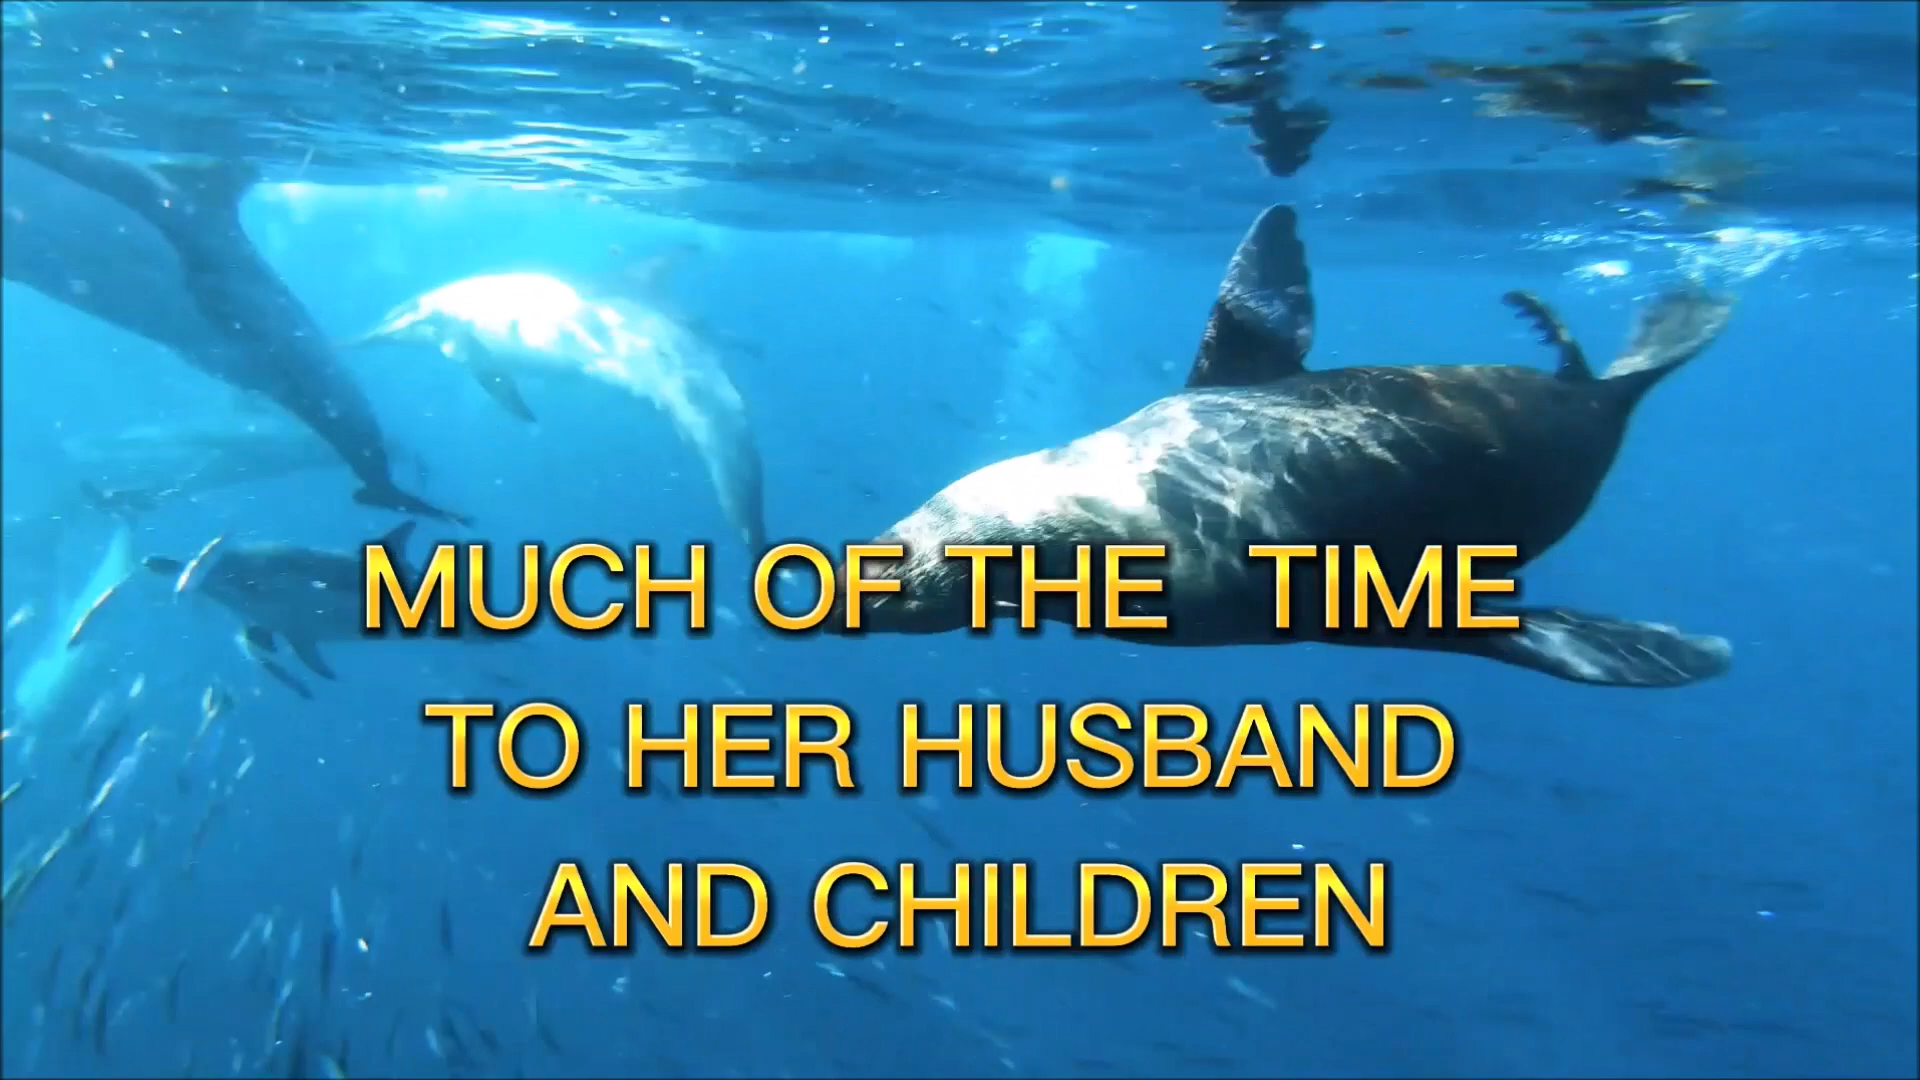 MUCH OF THE  TIME
TO HER HUSBAND
AND CHILDREN